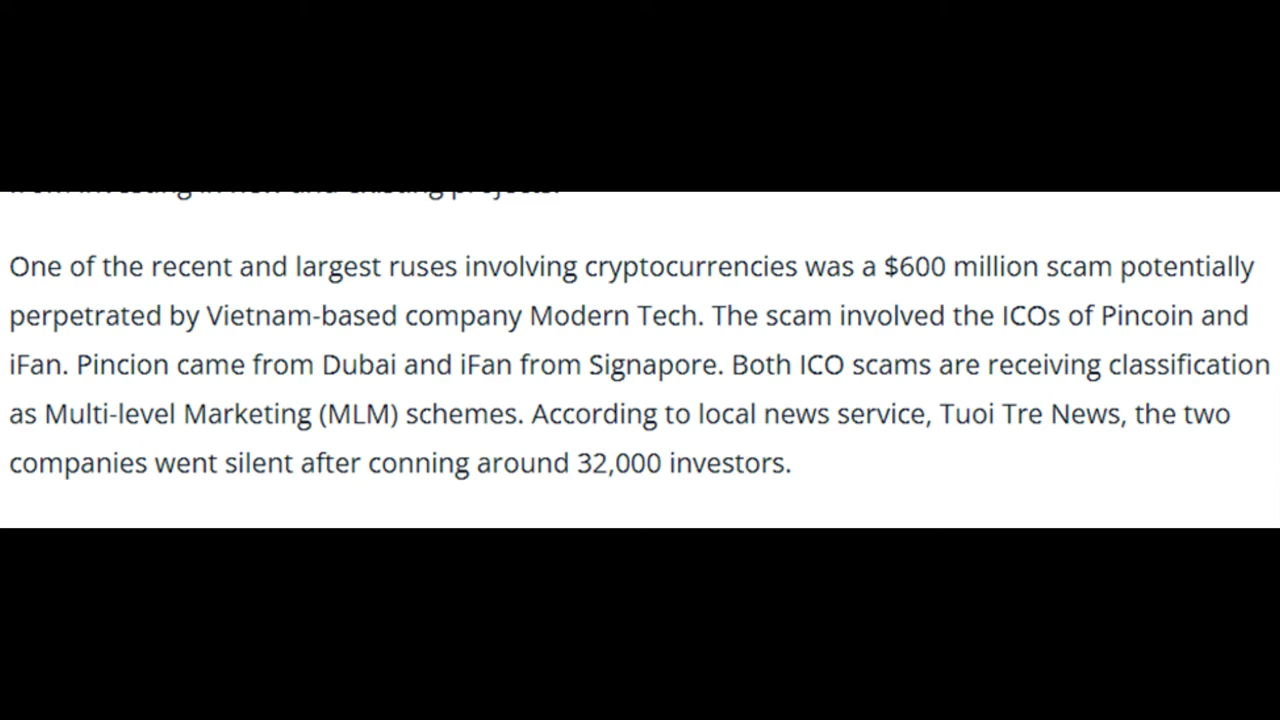 One of the recent and largest ruses involving cryptocurrencies was a $600 million scam potentially
perpetrated by Vietnam-based company Modern Tech. The scam involved the ICOs of Pincoin and
iFan. Pincion came from Dubai and iFan from Signapore. Both ICO scams are receiving classification
as Multi-level Marketing (MLM) schemes. According to local news service, Tuoi Tre News, the two
companies went silent after conning around 32,000 investors.